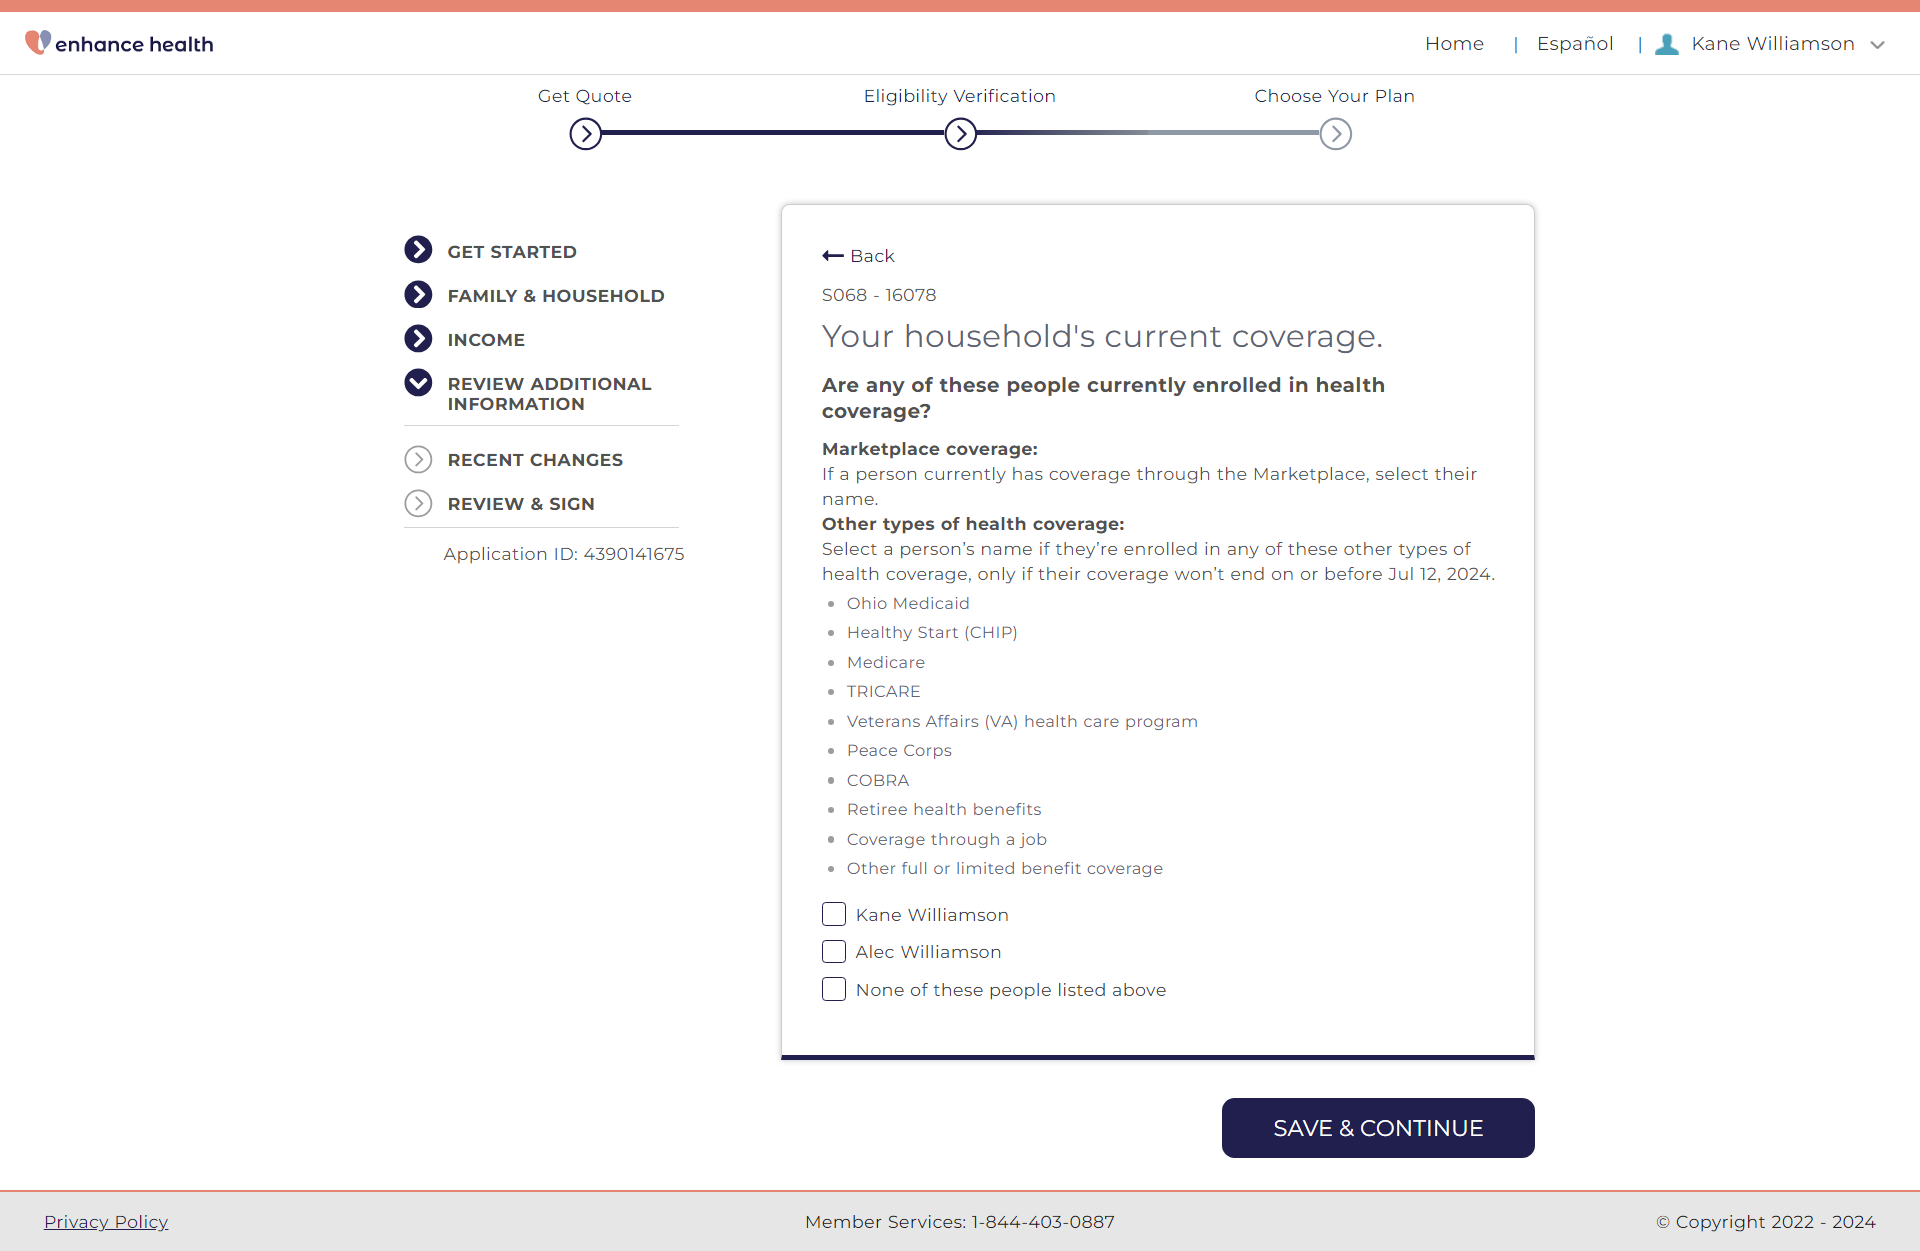 enhance health
Home | Español | Kane Williamson
Get Quote
Eligibility Verification
Choose Your Plan
GET STARTED
FAMILY & HOUSEHOLD
INCOME
REVIEW ADDITIONAL
INFORMATION
RECENT CHANGES
REVIEW & SIGN
Application ID: 4390141675
Back
S068 - 16078
Your household's current coverage.
Are any of these people currently enrolled in health
coverage?
Marketplace coverage:
If a person currently has coverage through the Marketplace, select their
name.
Other types of health coverage:
Select a person’s name if they’re enrolled in any of these other types of
health coverage, only if their coverage won’t end on or before Jul 12, 2024.
Ohio Medicaid
Healthy Start (CHIP)
Medicare
TRICARE
Veterans Affairs (VA) health care program
Peace Corps
COBRA
Retiree health benefits
Coverage through a job
Other full or limited benefit coverage
Kane Williamson
Alec Williamson
None of these people listed above
SAVE & CONTINUE
Privacy Policy
Member Services: 1-844-403-0887
© Copyright 2022 - 2024